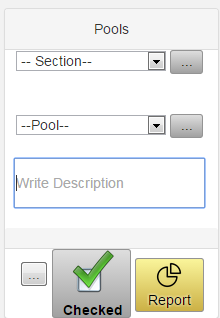 Pools
-- Section--
...
--Pool--
...
Write Description
...
Checked
Report